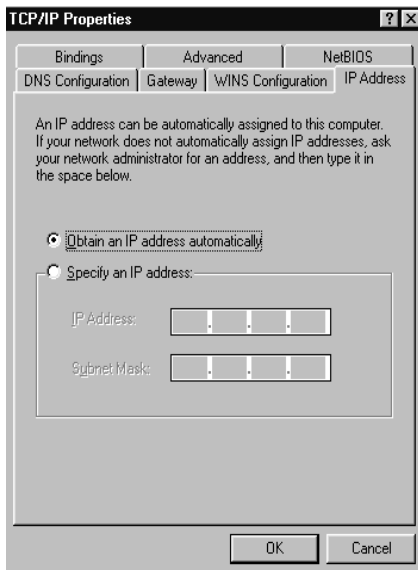 TCP/IP Properties ? X
Bindings Advanced NetBIOS
DNS Configuration Gateway WINS Configuration IP Address
An IP address can be automatically assigned to this computer.
If your network does not automatically assign IP addresses, ask
your network administrator for an address, and then type it in
the space below.
Obtain an IP address automatically
Specify an IP address:
IP Address: . . .
Subnet Mask: . . .
OK Cancel